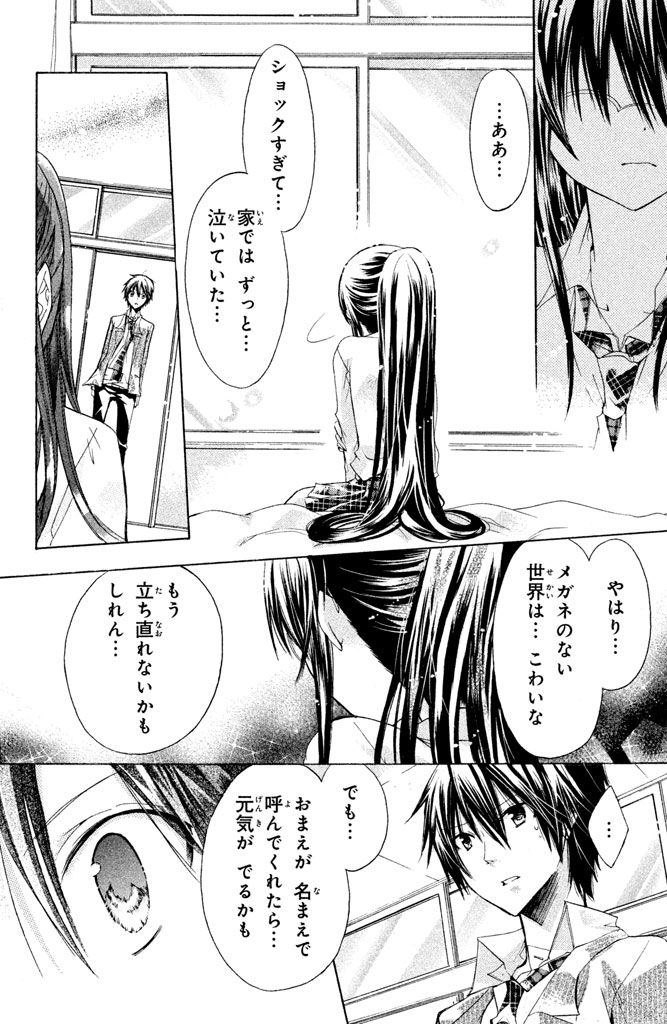 …ああ…
ショックすぎて…
家では ずっと…
泣いていた…
やはり…
メガネのない
世界は… こわいな
もう
立ち直れないかも
しれん…
…
でも…
おまえが 名まえで
呼んでくれたら…
元気が でるかも